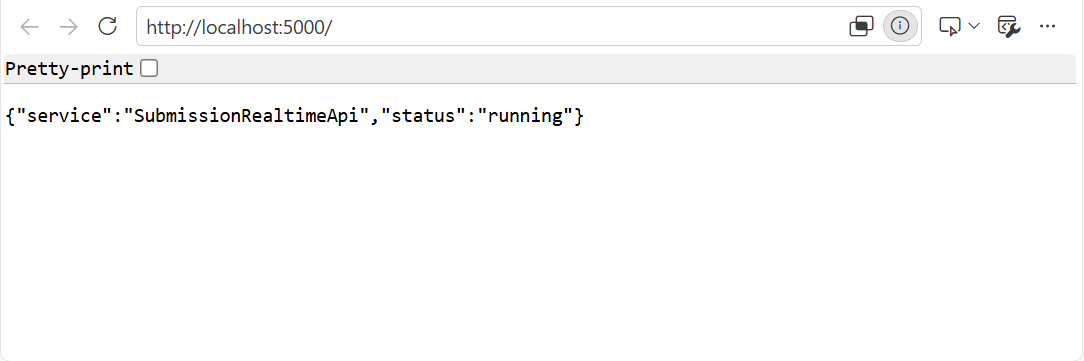 http://localhost:5000/
Pretty-print
{"service":"SubmissionRealtimeApi","status":"running"}